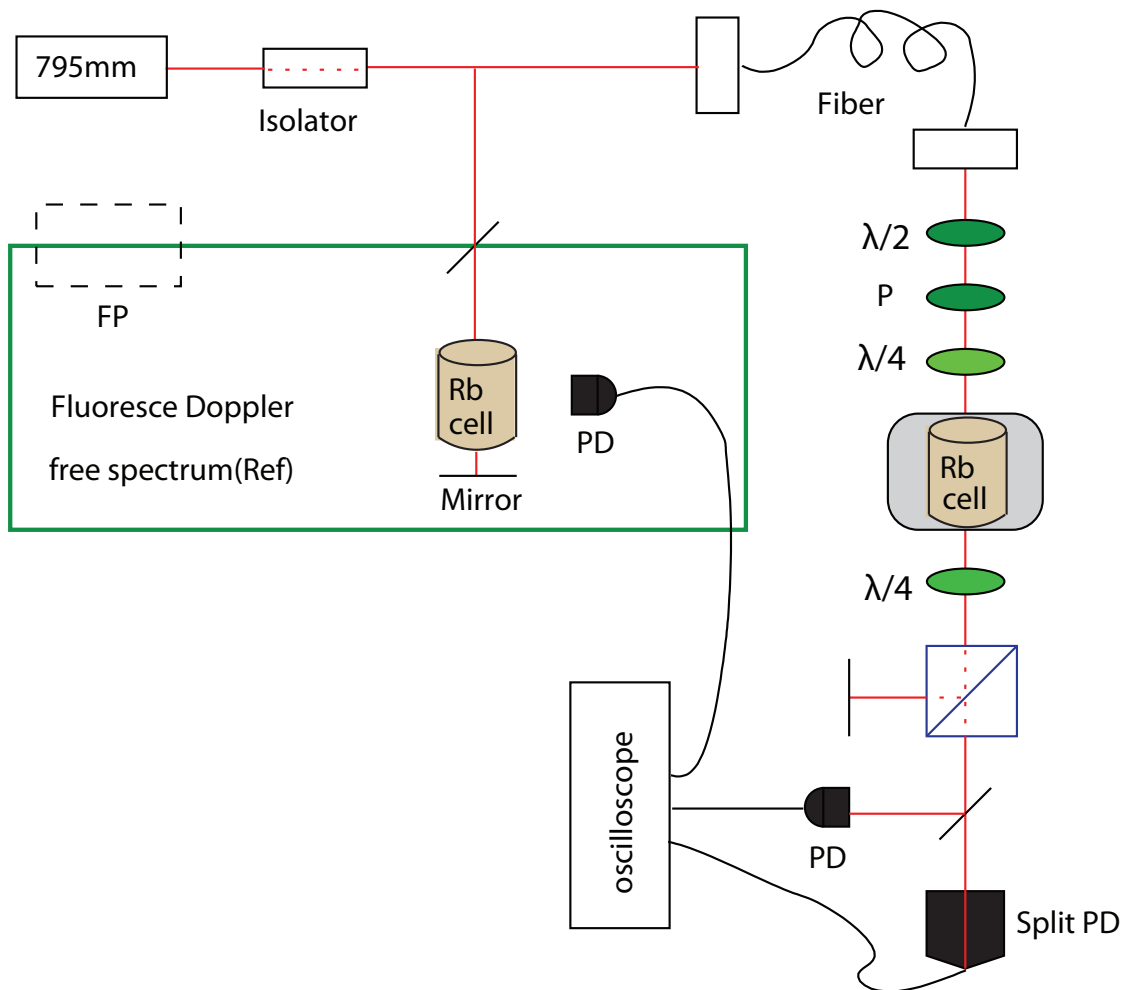 795mm
Isolator
Fiber
λ/2
P
λ/4
FP
Rb
cell
PD
Fluoresce Doppler
free spectrum(Ref)
Mirror
Rb
cell
λ/4
oscilloscope
PD
Split PD